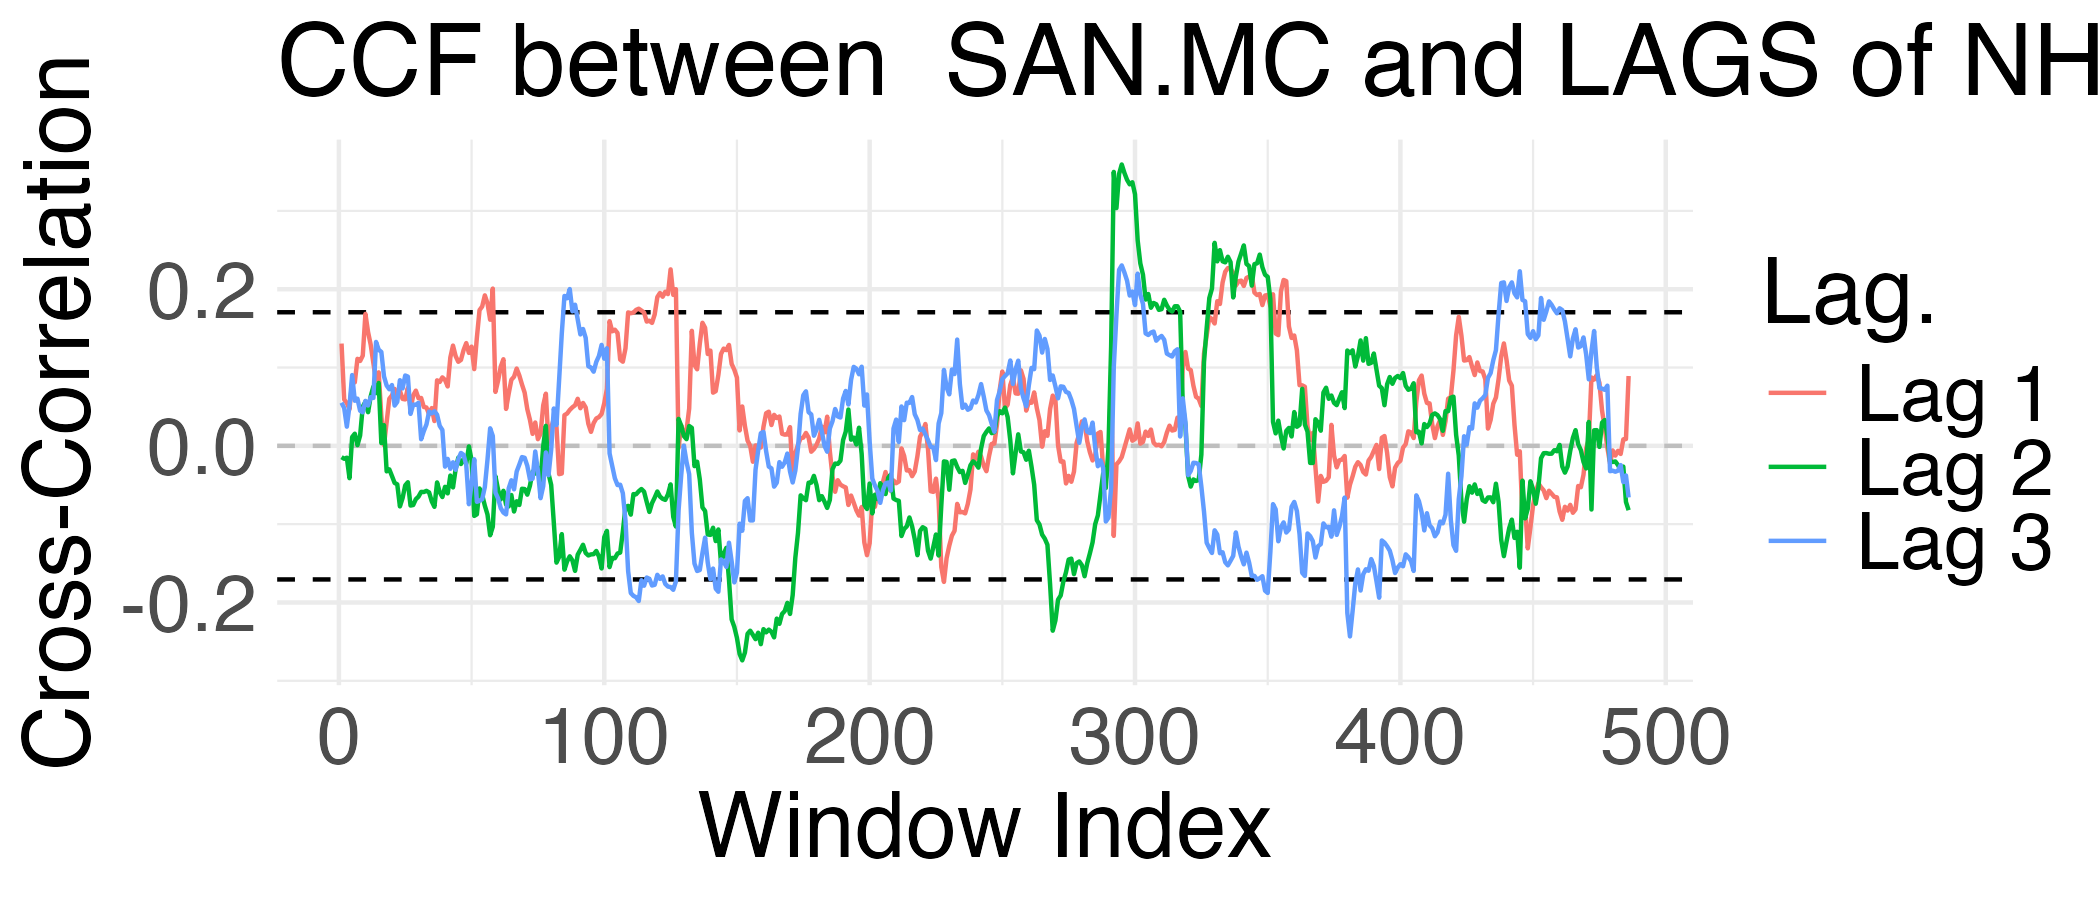 CCF between SAN.MC and LAGS of NH
Cross-Correlation
0.2
0.0
-0.2
0 100 200 300 400 500
Window Index
Lag.
Lag 1
Lag 2
Lag 3